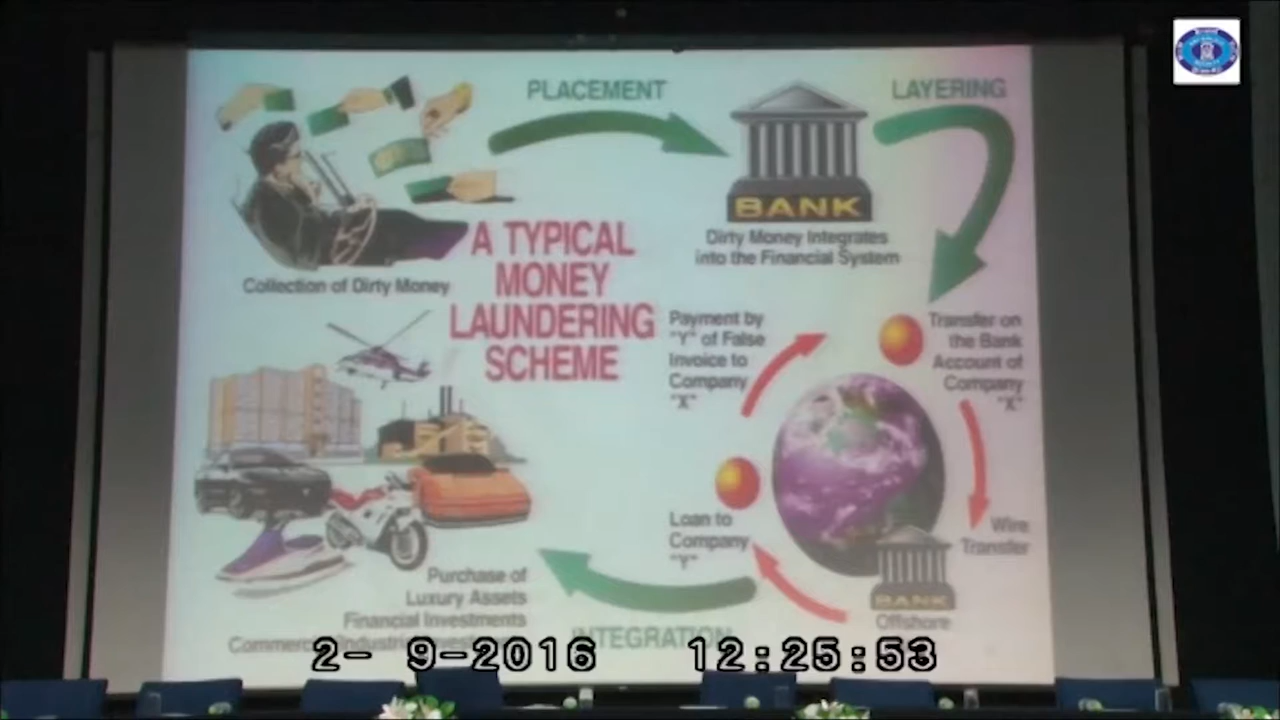 PLACEMENT
LAYERING
BANK
Dirty Money Integrates
into the Financial System
Collection of Dirty Money
A TYPICAL
MONEY
LAUNDERING
SCHEME
Payment by
"Y" of False
Invoice to
Company
"X"
Transfer on
the Bank
Account of
Company
"X"
Wire
Transfer
Loan to
Company
"Y"
BANK
Offshore
Purchase of
Luxury Assets
Financial Investments
INTEGRATION
2- 9-2016 12:25:53